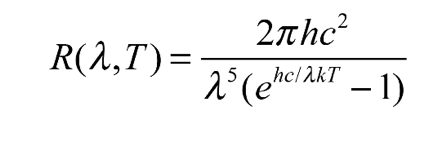 R(λ,T) = 2πhc² / λ⁵(e^{hc/λkT} − 1)